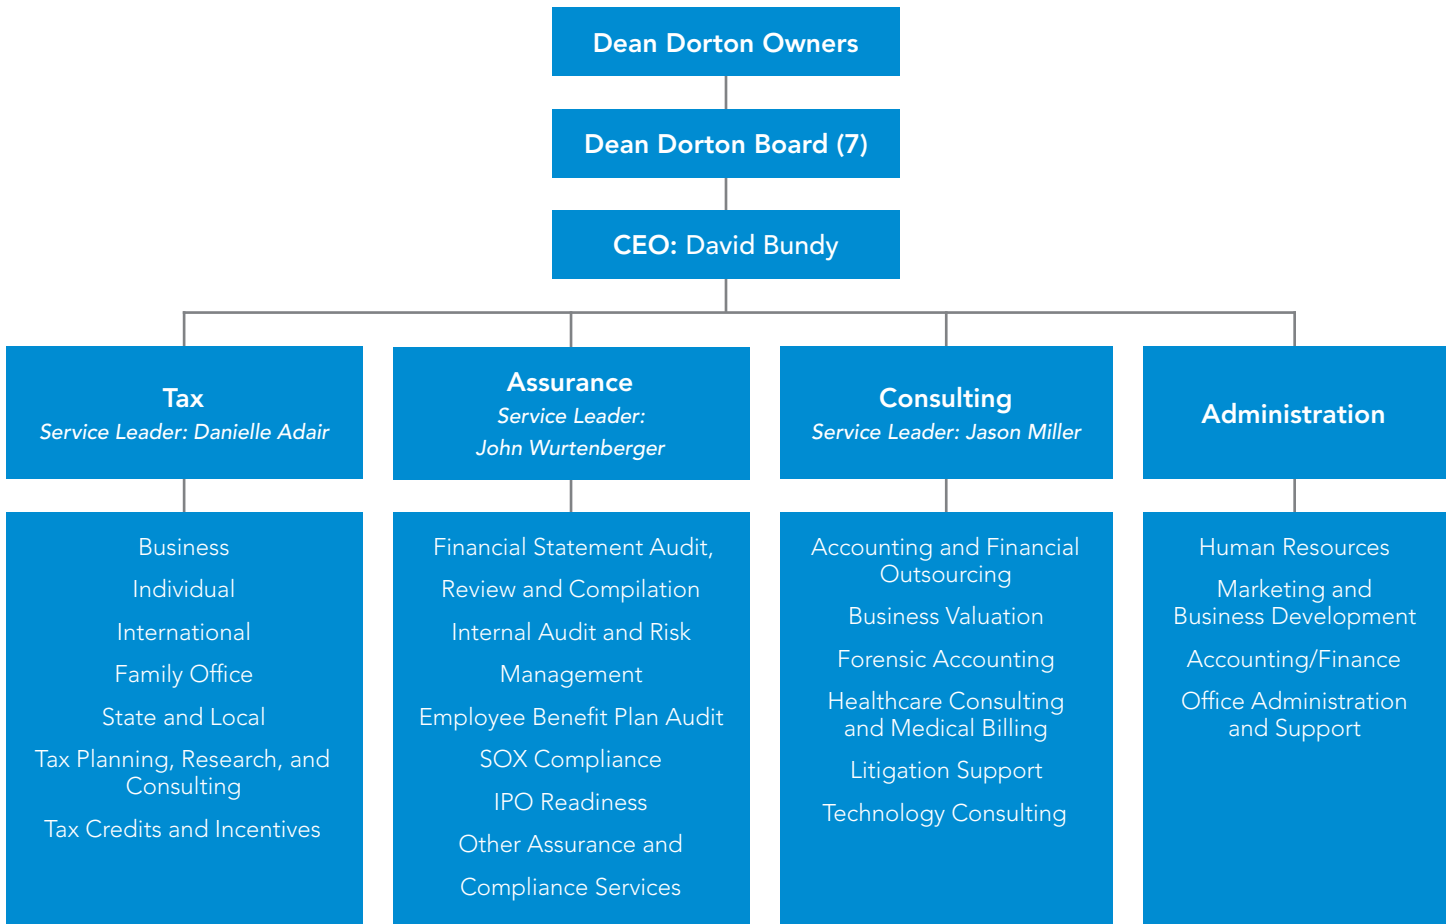 Dean Dorton Owners
Dean Dorton Board (7)
CEO: David Bundy
Tax
Service Leader: Danielle Adair
Assurance
Service Leader:
John Wurtenberger
Consulting
Service Leader: Jason Miller
Administration
Business
Individual
International
Family Office
State and Local
Tax Planning, Research, and
Consulting
Tax Credits and Incentives
Financial Statement Audit,
Review and Compilation
Internal Audit and Risk
Management
Employee Benefit Plan Audit
SOX Compliance
IPO Readiness
Other Assurance and
Compliance Services
Accounting and Financial
Outsourcing
Business Valuation
Forensic Accounting
Healthcare Consulting
and Medical Billing
Litigation Support
Technology Consulting
Human Resources
Marketing and
Business Development
Accounting/Finance
Office Administration
and Support